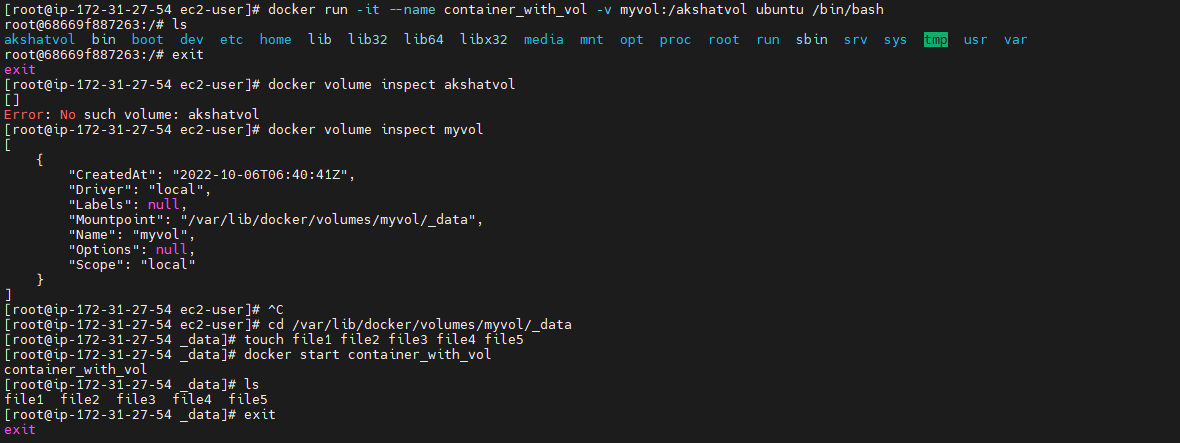 [root@ip-172-31-27-54 ec2-user]# docker run -it --name container_with_vol -v myvol:/akshatvol ubuntu /bin/bash
root@68669f887263:/# ls
akshatvol bin boot dev etc home lib lib32 lib64 libx32 media mnt opt proc root run sbin srv sys tmp usr var
root@68669f887263:/# exit
exit
[root@ip-172-31-27-54 ec2-user]# docker volume inspect akshatvol
[]
Error: No such volume: akshatvol
[root@ip-172-31-27-54 ec2-user]# docker volume inspect myvol
[
    {
        "CreatedAt": "2022-10-06T06:40:41Z",
        "Driver": "local",
        "Labels": null,
        "Mountpoint": "/var/lib/docker/volumes/myvol/_data",
        "Name": "myvol",
        "Options": null,
        "Scope": "local"
    }
]
[root@ip-172-31-27-54 ec2-user]# ^C
[root@ip-172-31-27-54 ec2-user]# cd /var/lib/docker/volumes/myvol/_data
[root@ip-172-31-27-54 _data]# touch file1 file2 file3 file4 file5
[root@ip-172-31-27-54 _data]# docker start container_with_vol
container_with_vol
[root@ip-172-31-27-54 _data]# ls
file1 file2 file3 file4 file5
[root@ip-172-31-27-54 _data]# exit
exit